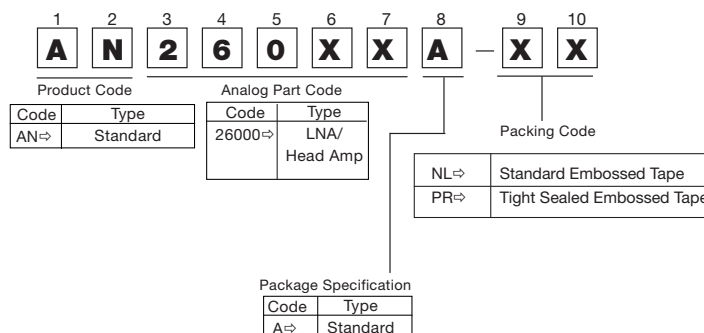 1 2 3 4 5 6 7 8 9 10
A N 2 6 0 X X A – X X
Product Code
Analog Part Code
Code Type
AN⇨ Standard
Code Type
26000⇨ LNA/
Head Amp
Packing Code
NL⇨ Standard Embossed Tape
PR⇨ Tight Sealed Embossed Tape
Package Specification
Code Type
A⇨ Standard